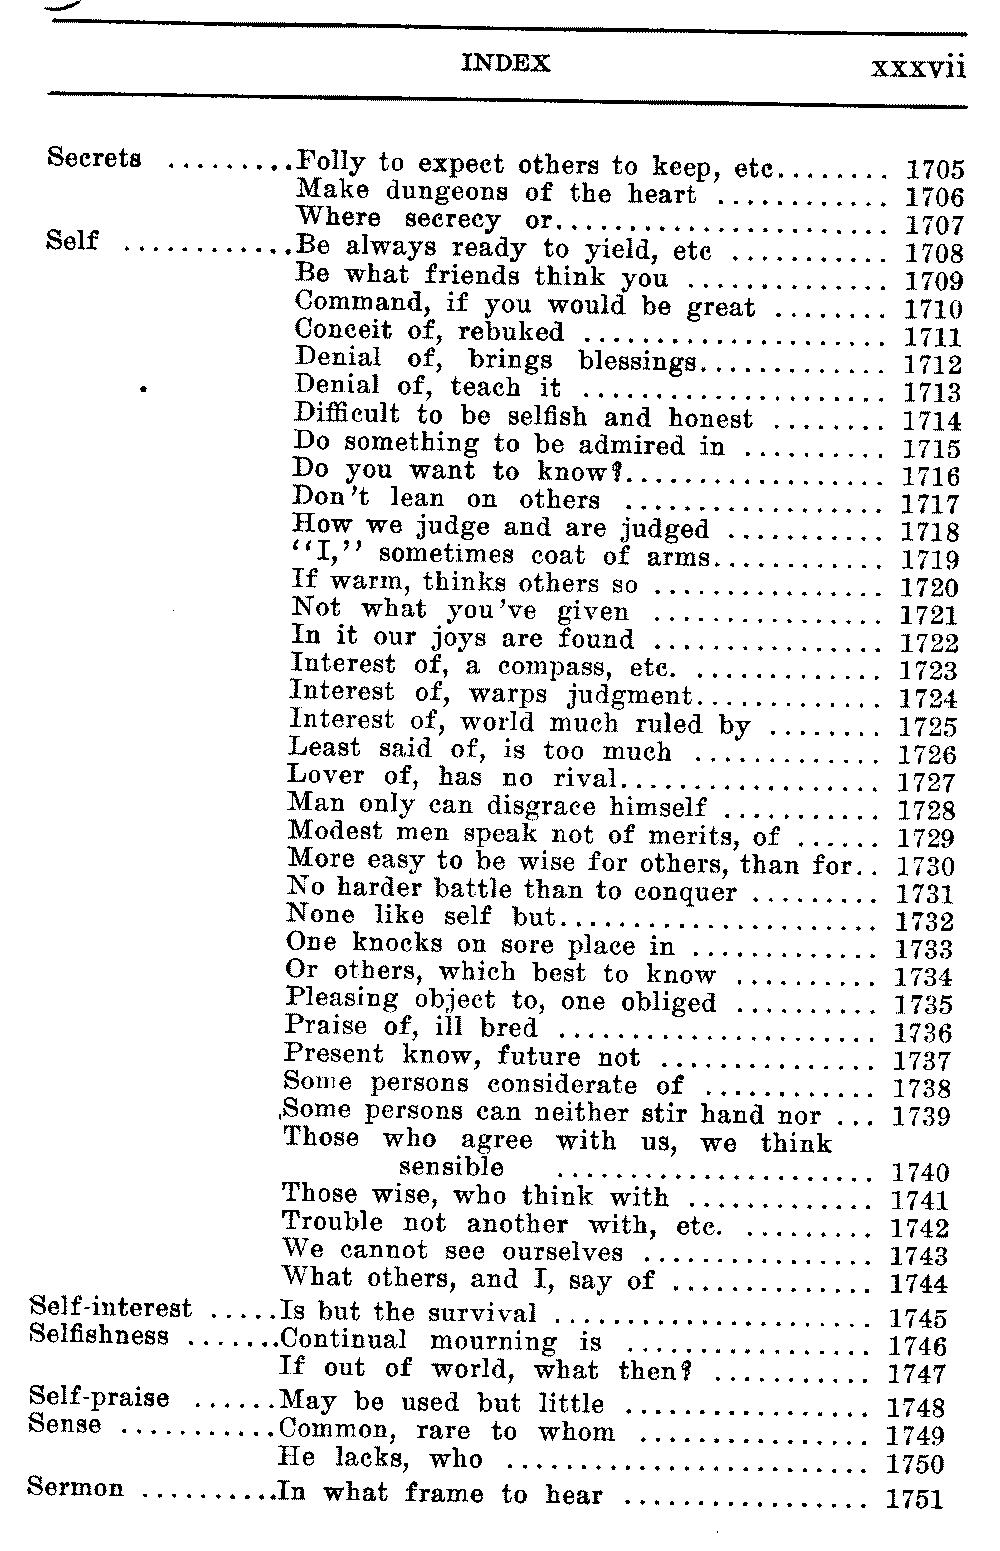 INDEX xxxvii
Secrets .........Folly to expect others to keep, etc........ 1705
Make dungeons of the heart ............ 1706
Where secrecy or....................... 1707
Self ............Be always ready to yield, etc ........... 1708
Be what friends think you .............. 1709
Command, if you would be great ........ 1710
Conceit of, rebuked ..................... 1711
Denial of, brings blessings............. 1712
Denial of, teach it ..................... 1713
Difficult to be selfish and honest ........ 1714
Do something to be admired in .......... 1715
Do you want to know?.................. 1716
Don't lean on others .................. 1717
How we judge and are judged ........... 1718
"I," sometimes coat of arms............ 1719
If warm, thinks others so ................ 1720
Not what you've given ................ 1721
In it our joys are found ................ 1722
Interest of, a compass, etc. ............. 1723
Interest of, warps judgment............. 1724
Interest of, world much ruled by ........ 1725
Least said of, is too much ............. 1726
Lover of, has no rival.................. 1727
Man only can disgrace himself ........... 1728
Modest men speak not of merits, of ...... 1729
More easy to be wise for others, than for.. 1730
No harder battle than to conquer ......... 1731
None like self but...................... 1732
One knocks on sore place in ............. 1733
Or others, which best to know .......... 1734
Pleasing object to, one obliged .......... 1735
Praise of, ill bred ...................... 1736
Present know, future not ............... 1737
Some persons considerate of ............ 1738
Some persons can neither stir hand nor ... 1739
Those who agree with us, we think
sensible ...................... 1740
Those wise, who think with ............. 1741
Trouble not another with, etc. ......... 1742
We cannot see ourselves ................ 1743
What others, and I, say of .............. 1744
Self-interest .....Is but the survival ...................... 1745
Selfishness .......Continual mourning is ................. 1746
If out of world, what then? ........... 1747
Self-praise ......May be used but little ................. 1748
Sense ...........Common, rare to whom ................ 1749
He lacks, who ......................... 1750
Sermon ..........In what frame to hear ................. 1751